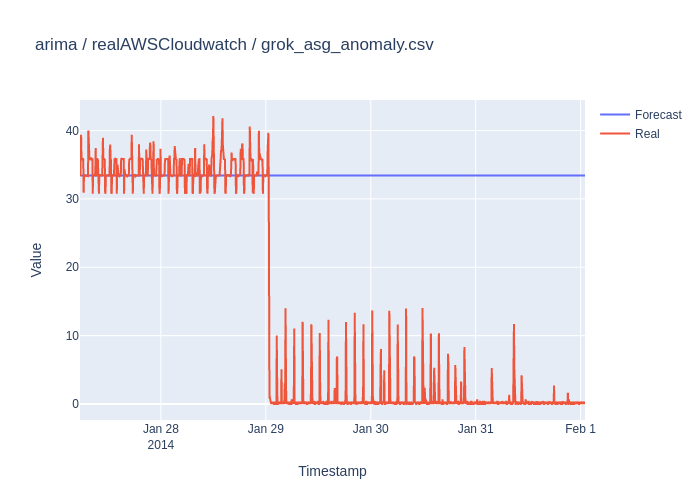 arima / realAWSCloudwatch / grok_asg_anomaly.csv
Forecast
Real
40
30
20
10
0
Value
Jan 28
2014
Jan 29
Jan 30
Jan 31
Feb 1
Timestamp